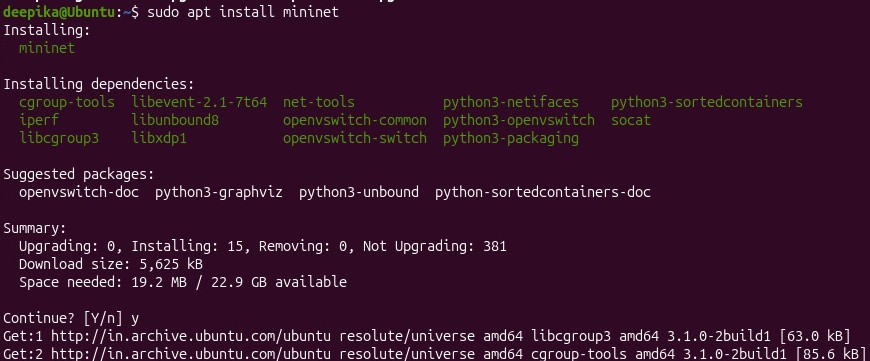 deepika@Ubuntu:~$ sudo apt install mininet
Installing:
mininet
Installing dependencies:
cgroup-tools libevent-2.1-7t64 net-tools python3-netifaces python3-sortedcontainers
iperf libunbound8 openvswitch-common python3-openvswitch socat
libcgroup3 libxdp1 openvswitch-switch python3-packaging
Suggested packages:
openvswitch-doc python3-graphviz python3-unbound python-sortedcontainers-doc
Summary:
Upgrading: 0, Installing: 15, Removing: 0, Not Upgrading: 381
Download size: 5,625 kB
Space needed: 19.2 MB / 22.9 GB available
Continue? [Y/n] y
Get:1 http://in.archive.ubuntu.com/ubuntu resolute/universe amd64 libcgroup3 amd64 3.1.0-2build1 [63.0 kB]
Get:2 http://in.archive.ubuntu.com/ubuntu resolute/universe amd64 cgroup-tools amd64 3.1.0-2build1 [85.6 kB]